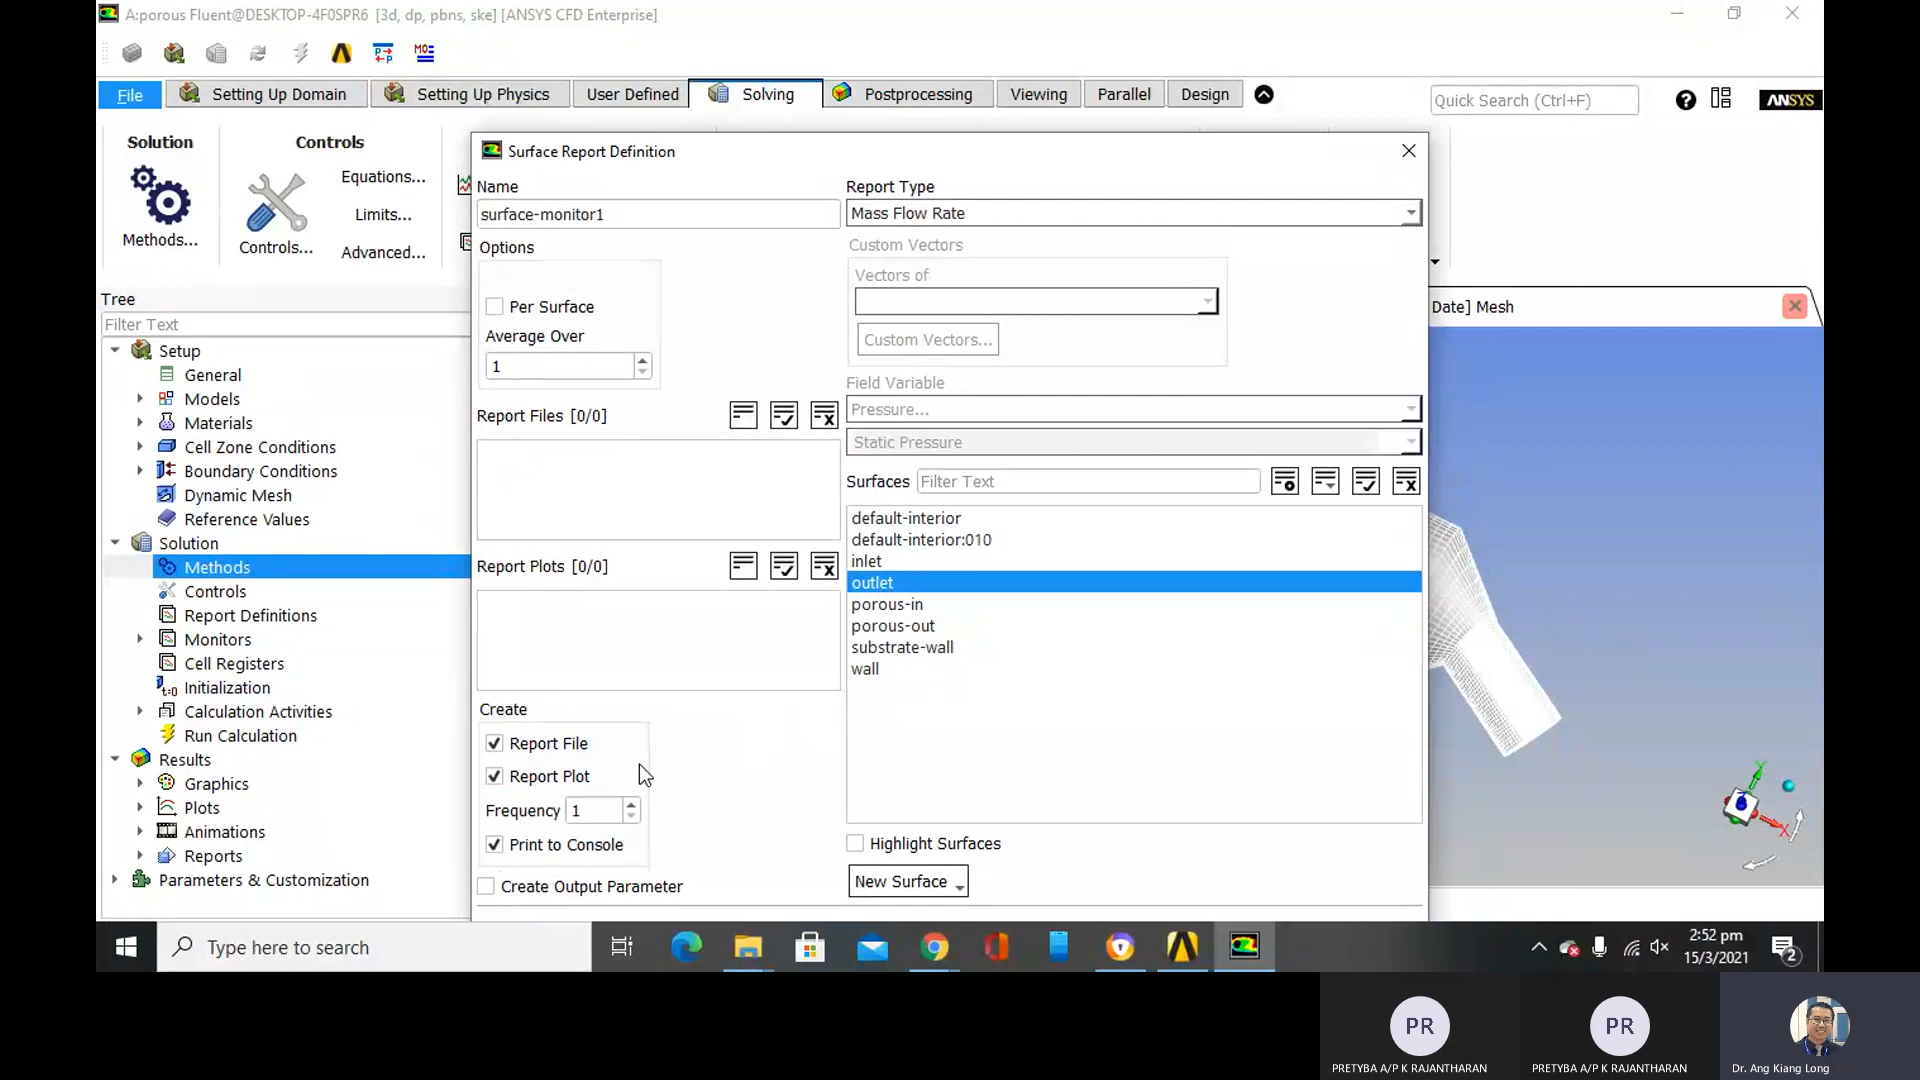 A:porous Fluent@DESKTOP-4F0SPR6 [3d, dp, pbns, ske] [ANSYS CFD Enterprise]
File
Setting Up Domain
Setting Up Physics
User Defined
Solving
Postprocessing
Viewing
Parallel
Design
Quick Search (Ctrl+F)
ANSYS
Solution
Methods...
Controls
Controls...
Equations...
Limits...
Advanced...
Tree
Filter Text
Setup
General
Models
Materials
Cell Zone Conditions
Boundary Conditions
Dynamic Mesh
Reference Values
Solution
Methods
Controls
Report Definitions
Monitors
Cell Registers
Initialization
Calculation Activities
Run Calculation
Results
Graphics
Plots
Animations
Reports
Parameters & Customization
Surface Report Definition
Name
surface-monitor1
Options
Per Surface
Average Over
1
Report Files [0/0]
Report Plots [0/0]
Create
Report File
Report Plot
Frequency 1
Print to Console
Create Output Parameter
Report Type
Mass Flow Rate
Custom Vectors
Vectors of
Custom Vectors...
Field Variable
Pressure...
Static Pressure
Surfaces
Filter Text
default-interior
default-interior:010
inlet
outlet
porous-in
porous-out
substrate-wall
wall
Highlight Surfaces
New Surface
Date] Mesh
Y
X
Type here to search
2:52 pm
15/3/2021
2
PR
PRETYBA A/P K RAJANTHARAN
PR
PRETYBA A/P K RAJANTHARAN
Dr. Ang Kiang Long